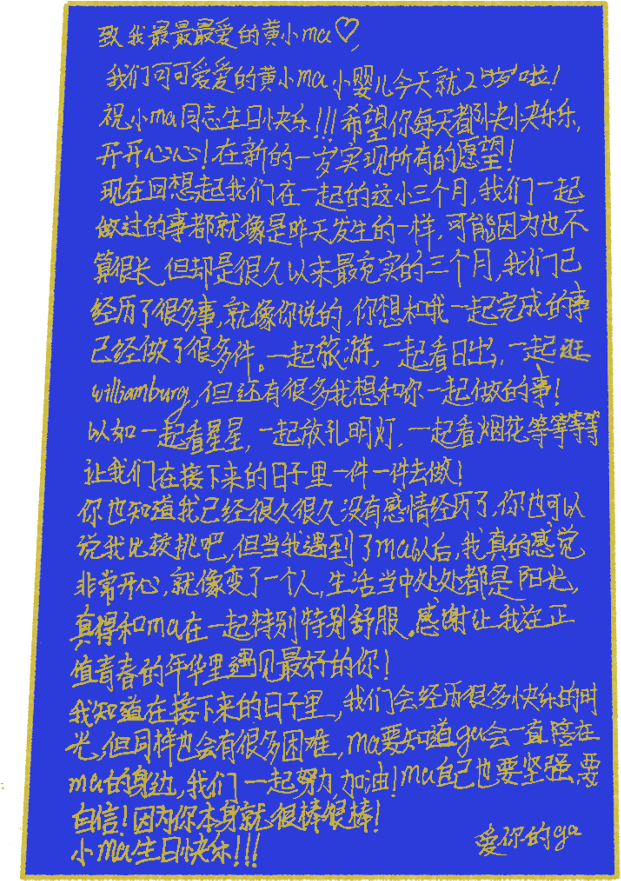 致我最最最爱的黄小ma♡,
我们可可爱爱的黄小ma小婴儿今天就25岁啦!
祝小ma同志生日快乐!!!希望你每天都快快乐乐,
开开心心!在新的一岁实现所有的愿望!
现在回想起我们在一起的这小三个月,我们一起
做过的事都就像是昨天发生的一样,可能因为也不
算很长,但却是很久以来最充实的三个月,我们已
经历了很多事,就像你说的,你想和我一起完成的事
已经做了很多件。一起旅游,一起看日出,一起逛
williamburg,但还有很多我想和你一起做的事!
以如一起看星星,一起放孔明灯,一起看烟花等等等等
让我们在接下来的日子里一件一件去做!
你也知道我已经很久很久没有感情经历了,你也可以
说我比较挑吧,但当我遇到了ma以后,我真的感觉
非常开心,就像变了一个人,生活当中处处都是阳光,
真得和ma在一起特别特别舒服。感谢让我在正
值青春的年华里遇见最好的你!
我知道在接下来的日子里,我们会经历很多快乐的时
光,但同样也会有很多困难,ma要知道ga会一直陪在
ma的身边,我们一起努力,加油!ma自己也要坚强,要
自信!因为你本身就很棒很棒!
小ma生日快乐!!!
爱你的ga